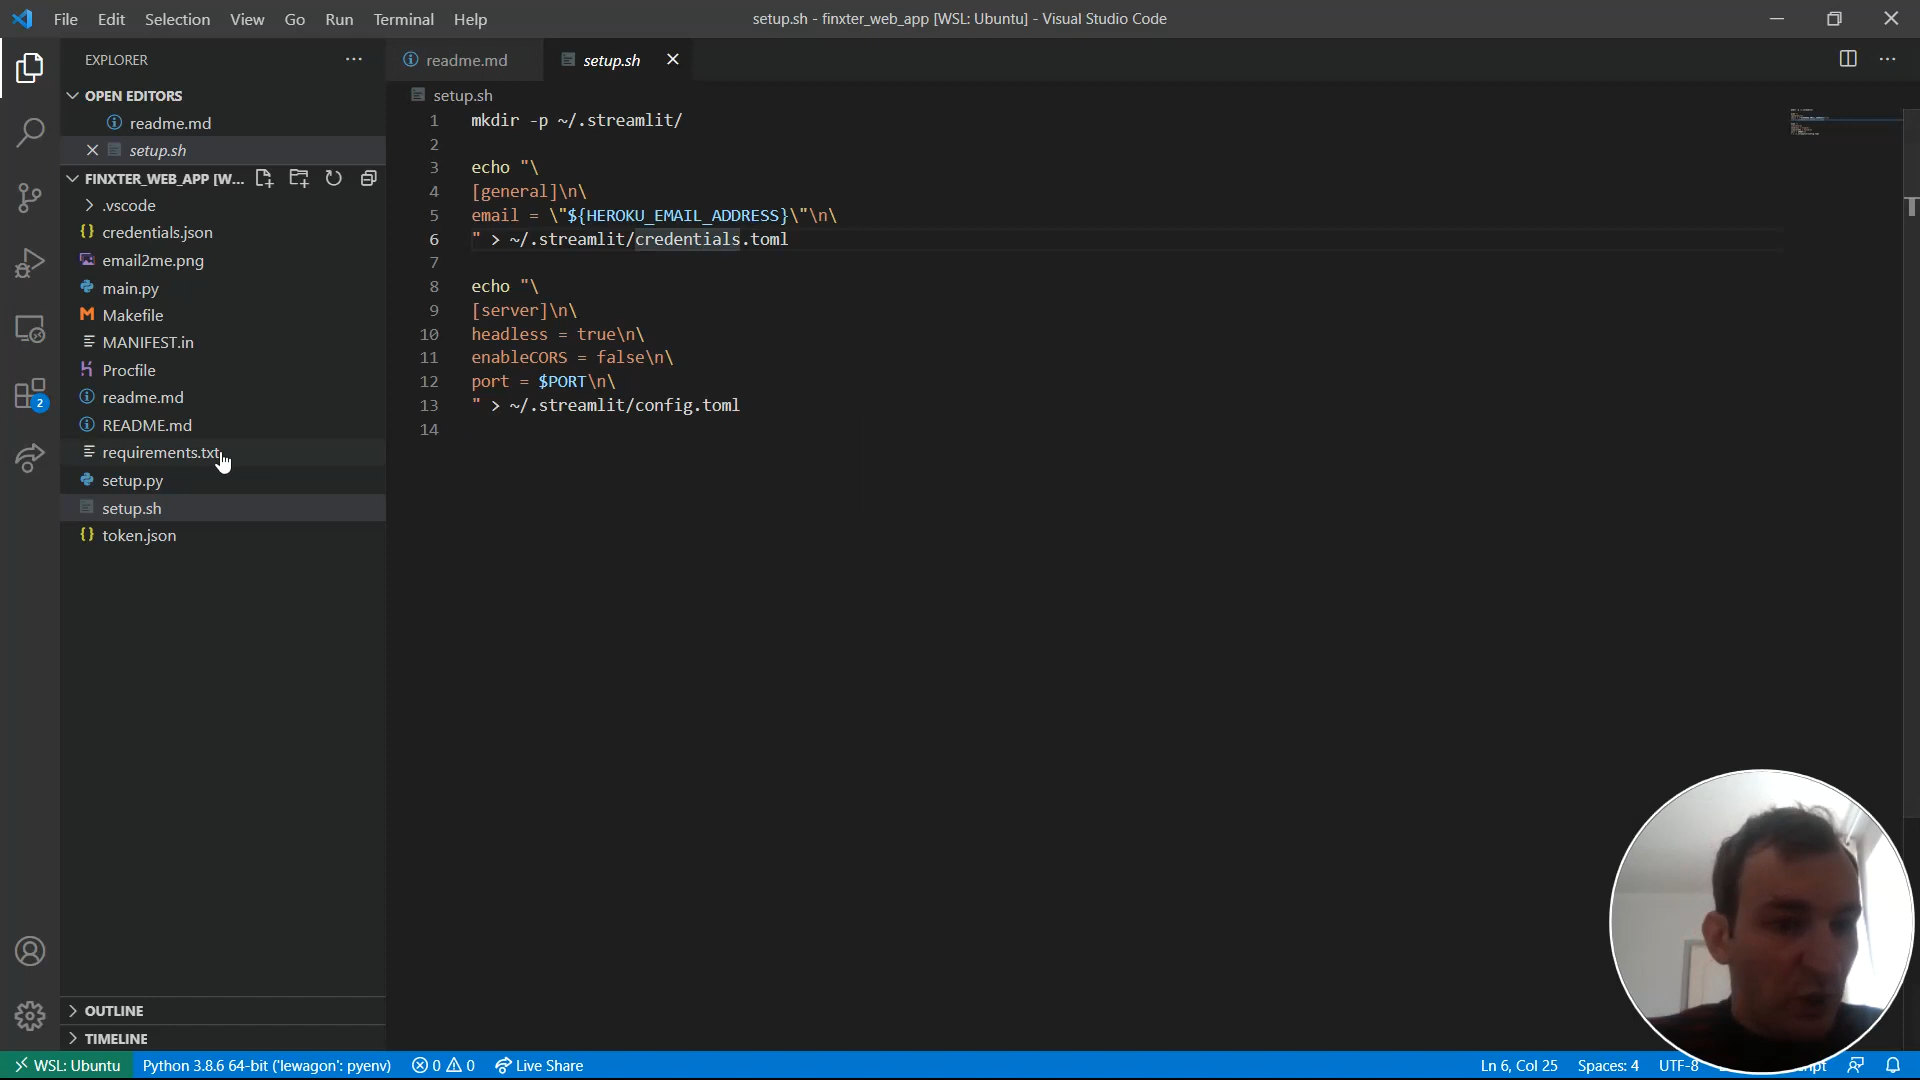 File Edit Selection View Go Run Terminal Help
setup.sh - finxter_web_app [WSL: Ubuntu] - Visual Studio Code
EXPLORER
OPEN EDITORS
readme.md
setup.sh
FINXTER_WEB_APP [W...
.vscode
credentials.json
email2me.png
main.py
Makefile
MANIFEST.in
Procfile
readme.md
README.md
requirements.txt
setup.py
setup.sh
token.json
OUTLINE
TIMELINE
2
readme.md
setup.sh
setup.sh
1 mkdir -p ~/.streamlit/
2
3 echo "\
4 [general]\n\
5 email = \"${HEROKU_EMAIL_ADDRESS}\"\n\
6 " > ~/.streamlit/credentials.toml
7
8 echo "\
9 [server]\n\
10 headless = true\n\
11 enableCORS = false\n\
12 port = $PORT\n\
13 " > ~/.streamlit/config.toml
14
WSL: Ubuntu Python 3.8.6 64-bit ('lewagon': pyenv) 0 0 Live Share
Ln 6, Col 25 Spaces: 4 UTF-8